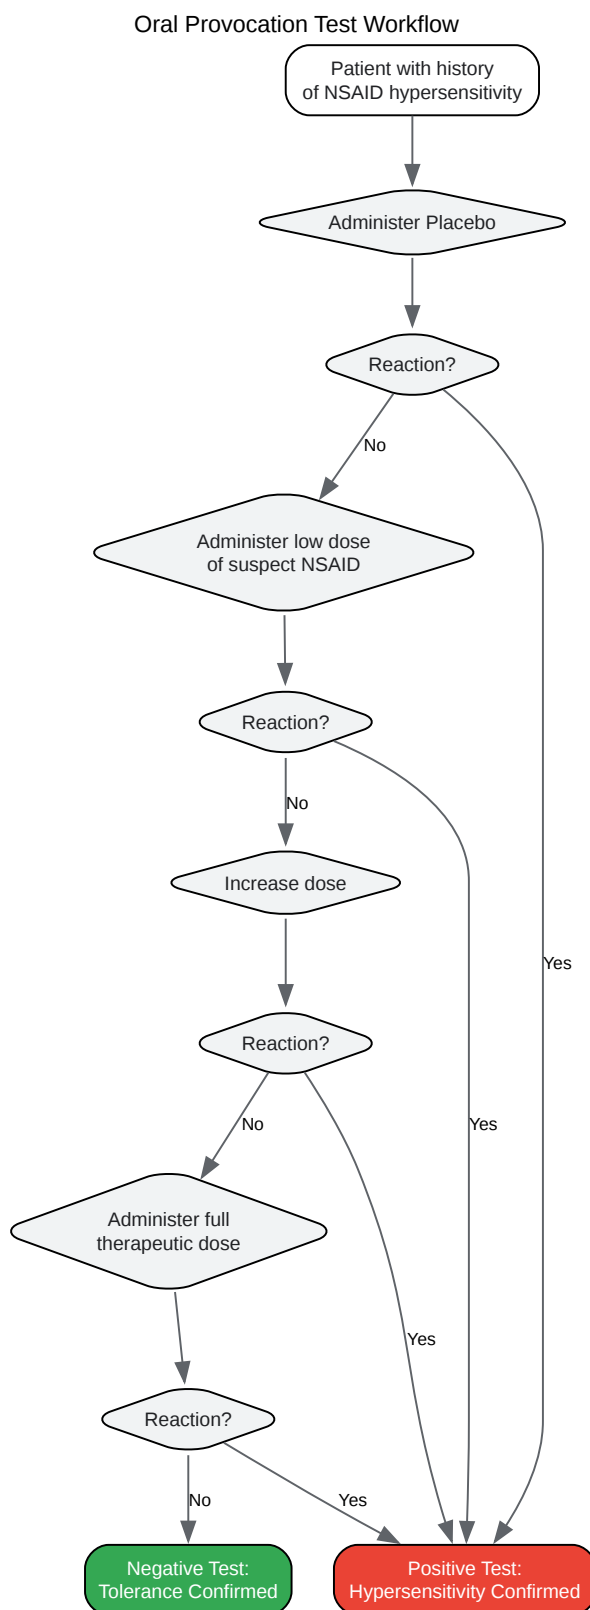 Oral Provocation Test Workflow
Patient with history
of NSAID hypersensitivity
Administer Placebo
Reaction?
No
Administer low dose
of suspect NSAID
Reaction?
No
Increase dose
Yes
Reaction?
No
Yes
Administer full
therapeutic dose
Yes
Reaction?
No
Yes
Negative Test:
Tolerance Confirmed
Positive Test:
Hypersensitivity Confirmed